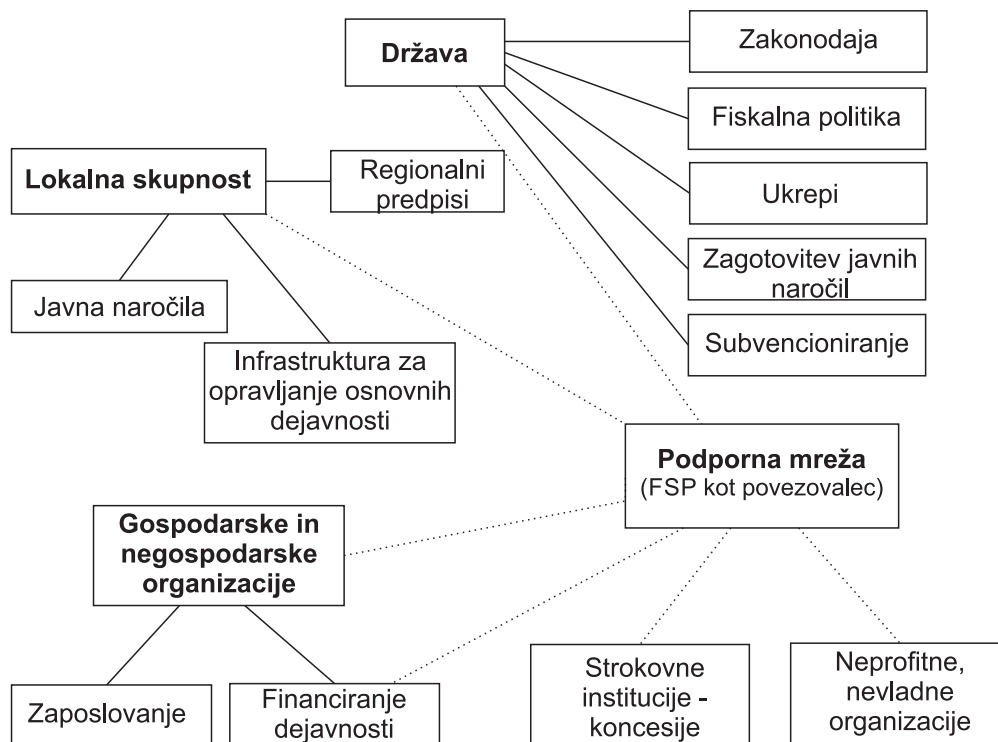 Država
Zakonodaja
Fiskalna politika
Ukrepi
Zagotovitev javnih
naročil
Subvencioniranje
Lokalna skupnost
Regionalni
predpisi
Javna naročila
Infrastruktura za
opravljanje osnovnih
dejavnosti
Podporna mreža
(FSP kot povezovalec)
Gospodarske in
negospodarske
organizacije
Zaposlovanje
Financiranje
dejavnosti
Strokovne
institucije -
koncesije
Neprofitne,
nevladne
organizacije